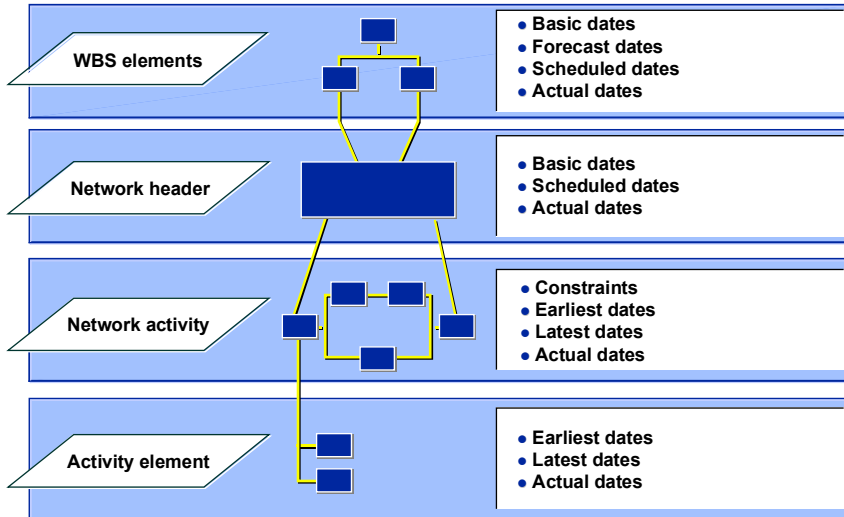 WBS elements
● Basic dates
● Forecast dates
● Scheduled dates
● Actual dates
Network header
● Basic dates
● Scheduled dates
● Actual dates
Network activity
● Constraints
● Earliest dates
● Latest dates
● Actual dates
Activity element
● Earliest dates
● Latest dates
● Actual dates